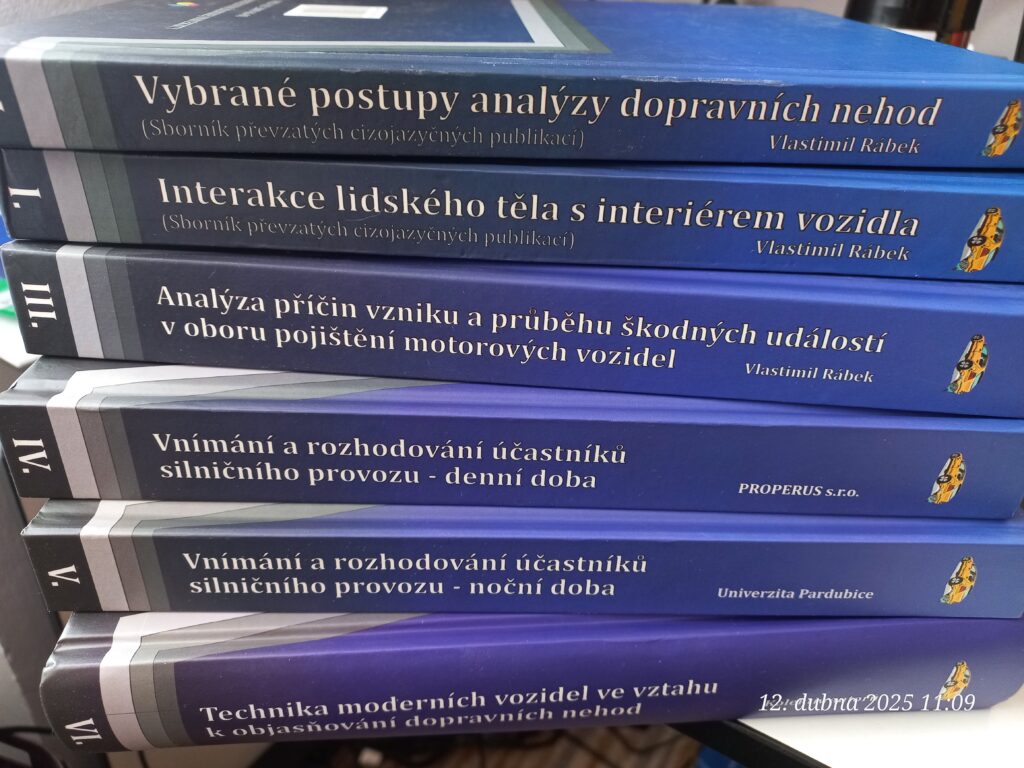 Vybrané postupy analýzy dopravních nehod
(Sborník převzatých cizojazyčných publikací)
Vlastimil Rábek
I.
Interakce lidského těla s interiérem vozidla
(Sborník převzatých cizojazyčných publikací)
Vlastimil Rábek
III.
Analýza příčin vzniku a průběhu škodných událostí
v oboru pojištění motorových vozidel
Vlastimil Rábek
IV.
Vnímání a rozhodování účastníků
silničního provozu - denní doba
PROPERUS s.r.o.
V.
Vnímání a rozhodování účastníků
silničního provozu - noční doba
Univerzita Pardubice
VI.
Technika moderních vozidel ve vztahu
k objasňování dopravních nehod
12. dubna 2025 11:09